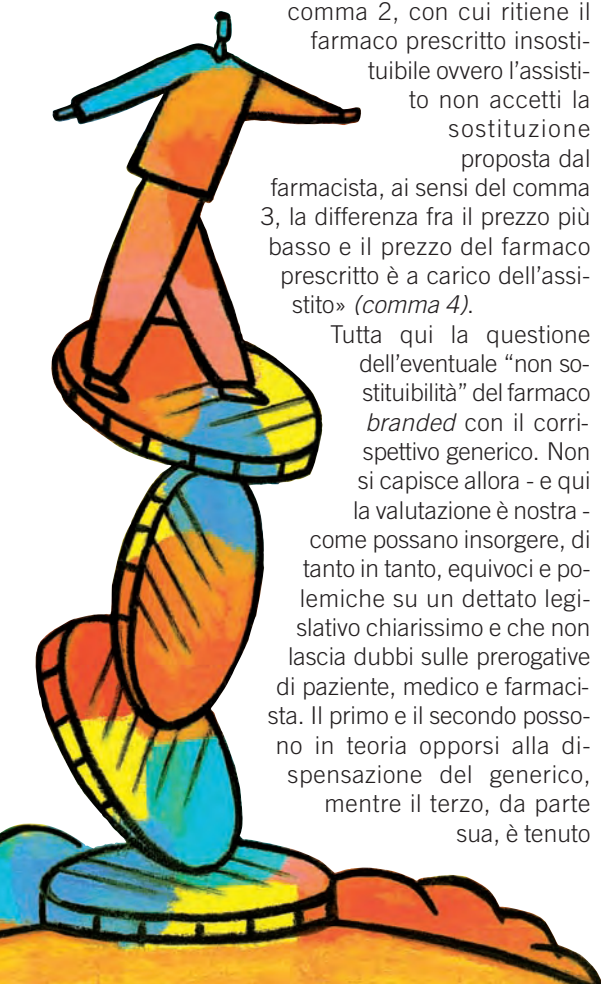 comma 2, con cui ritiene il
farmaco prescritto insosti-
tuibile ovvero l’assisti-
to non accetti la
sostituzione
proposta dal
farmacista, ai sensi del comma
3, la differenza fra il prezzo più
basso e il prezzo del farmaco
prescritto è a carico dell’assi-
stito» (comma 4).
Tutta qui la questione
dell’eventuale “non so-
stituibilità” del farmaco
branded con il corri-
spettivo generico. Non
si capisce allora - e qui
la valutazione è nostra -
come possano insorgere, di
tanto in tanto, equivoci e po-
lemiche su un dettato legi-
slativo chiarissimo e che non
lascia dubbi sulle prerogative
di paziente, medico e farmaci-
sta. Il primo e il secondo posso-
no in teoria opporsi alla di-
spensazione del generico,
mentre il terzo, da parte
sua, è tenuto